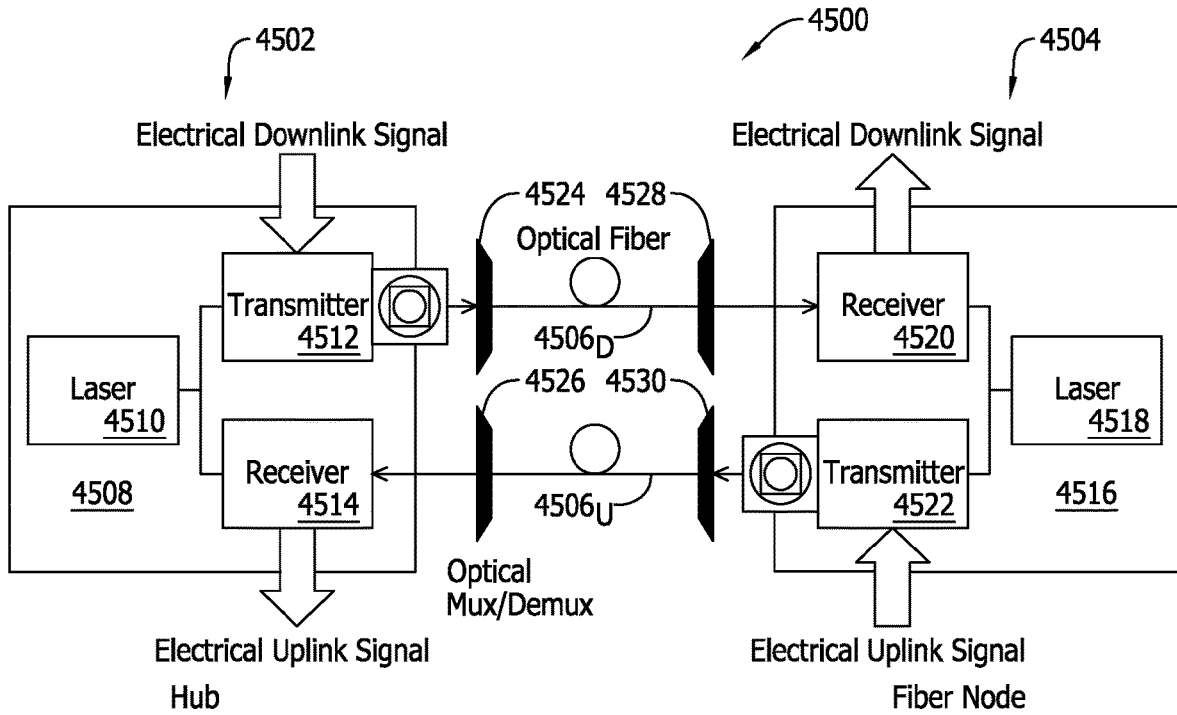 4502
4500
4504
Electrical Downlink Signal
Electrical Downlink Signal
4524
4528
Optical Fiber
Transmitter
4512
4506D
Receiver
4520
Laser
4510
4526
4530
Laser
4518
Receiver
4514
4506U
Transmitter
4522
4508
4516
Optical
Mux/Demux
Electrical Uplink Signal
Electrical Uplink Signal
Hub
Fiber Node